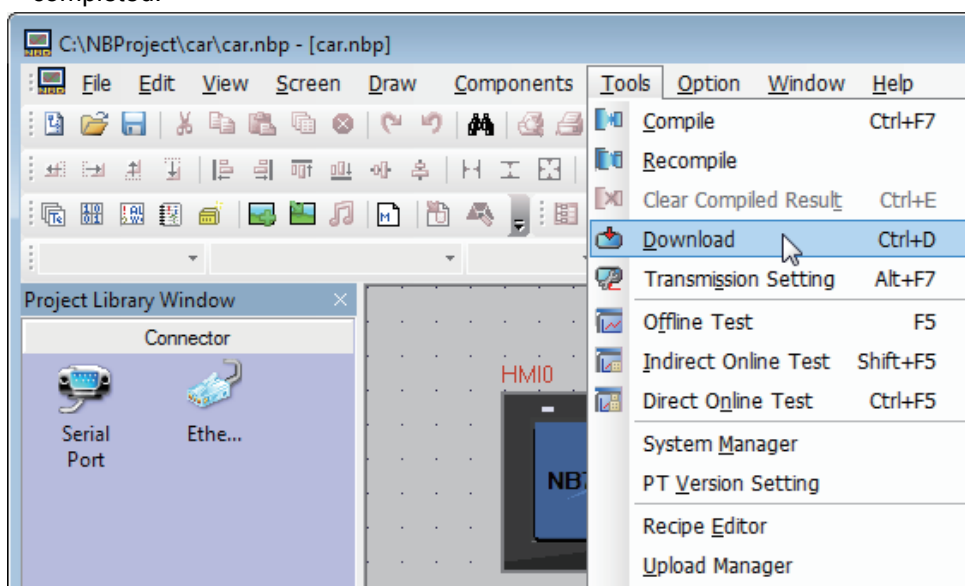 completed.
C:\NBProject\car\car.nbp - [car.nbp]
File Edit View Screen Draw Components Tools Option Window Help
Compile Ctrl+F7
Recompile
Clear Compiled Result Ctrl+E
Download Ctrl+D
Transmission Setting Alt+F7
Project Library Window
Connector
Offline Test F5
HMI0
Indirect Online Test Shift+F5
Direct Online Test Ctrl+F5
Serial Port
Ethe...
System Manager
PT Version Setting
Recipe Editor
Upload Manager